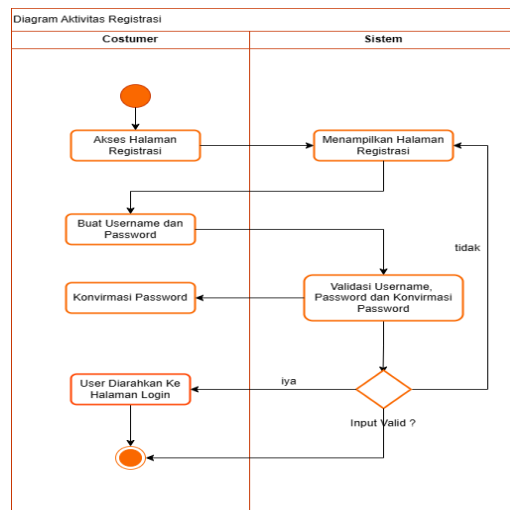 Diagram Aktivitas Registrasi
Costumer
Sistem
Akses Halaman
Registrasi
Menampilkan Halaman
Registrasi
Buat Username dan
Password
tidak
Konvirmasi Password
Validasi Username,
Password dan Konvirmasi
Password
User Diarahkan Ke
Halaman Login
iya
Input Valid ?